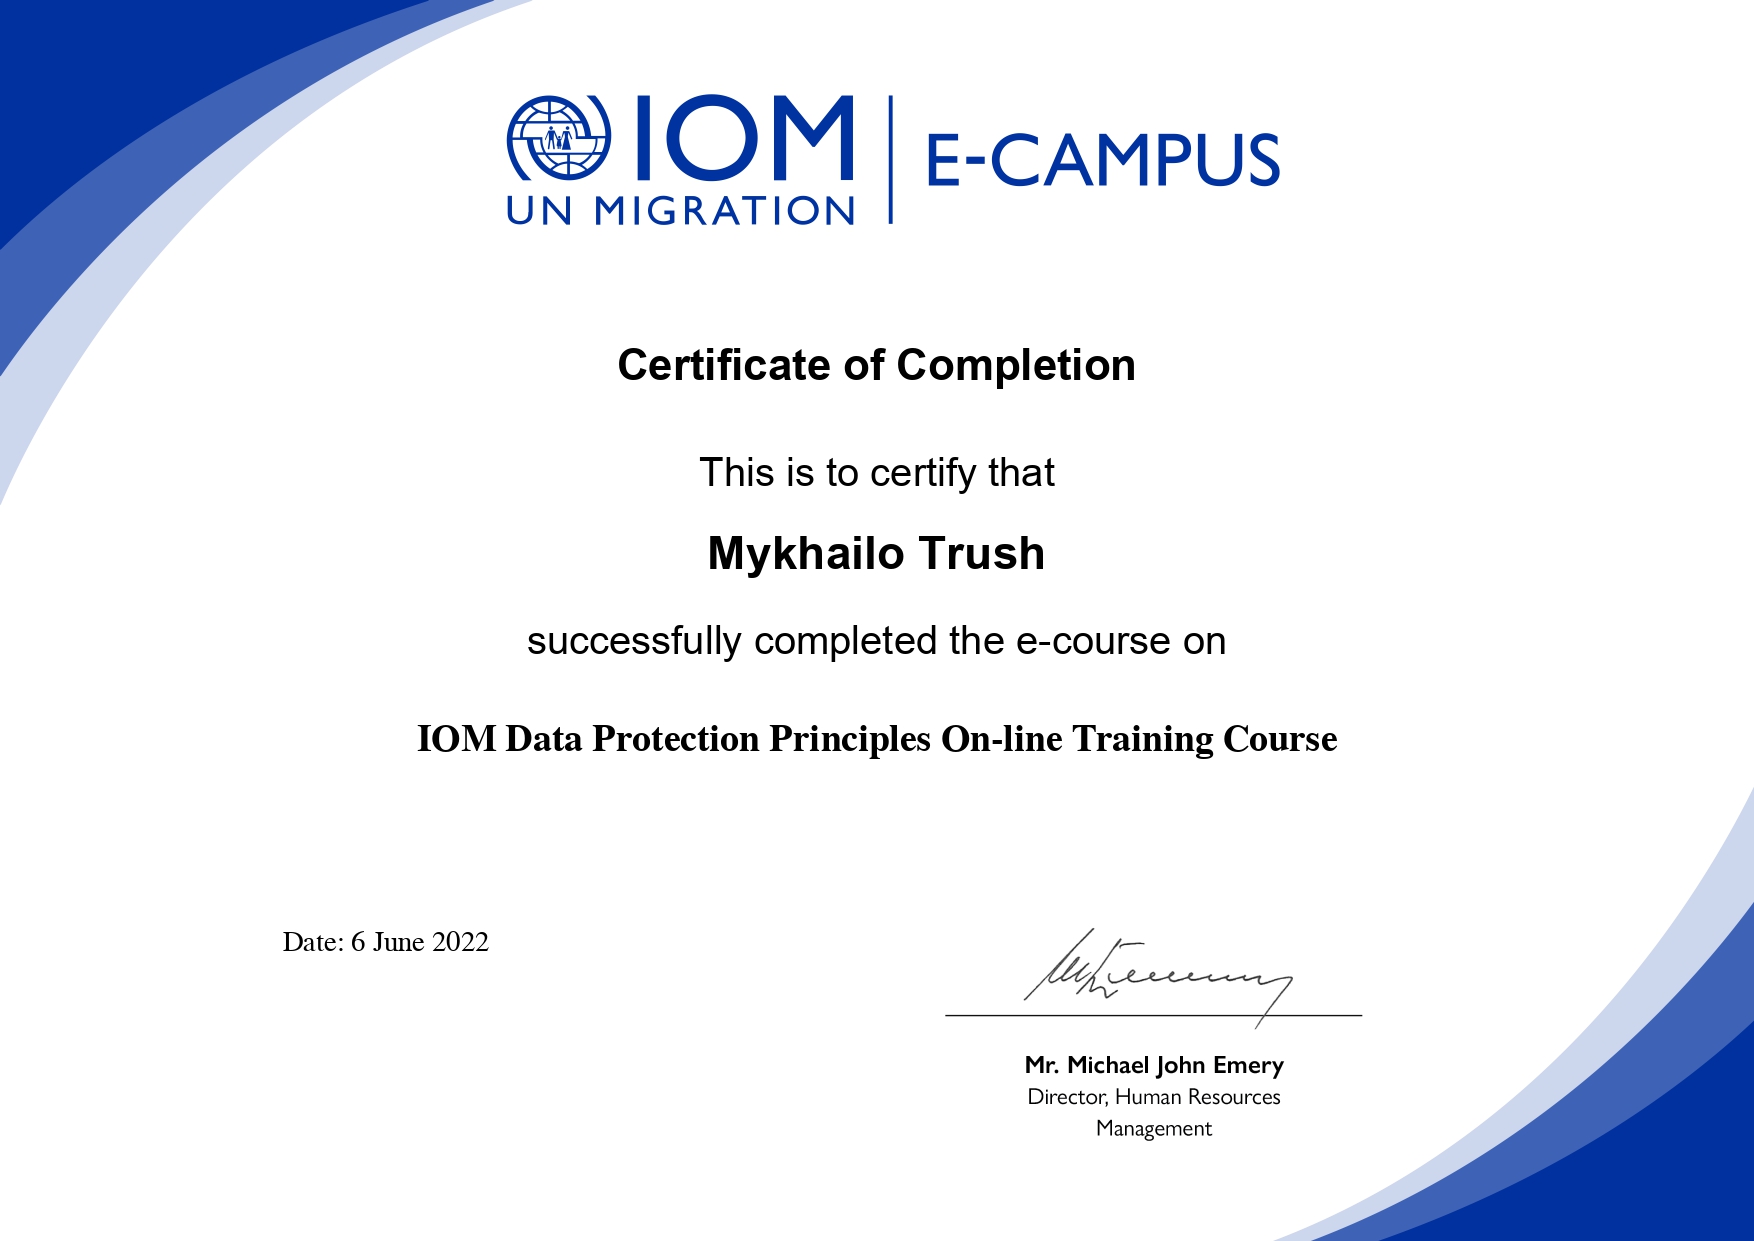 IOM
UN MIGRATION
E-CAMPUS
Certificate of Completion
This is to certify that
Mykhailo Trush
successfully completed the e-course on
IOM Data Protection Principles On-line Training Course
Date: 6 June 2022
Mr. Michael John Emery
Director, Human Resources
Management